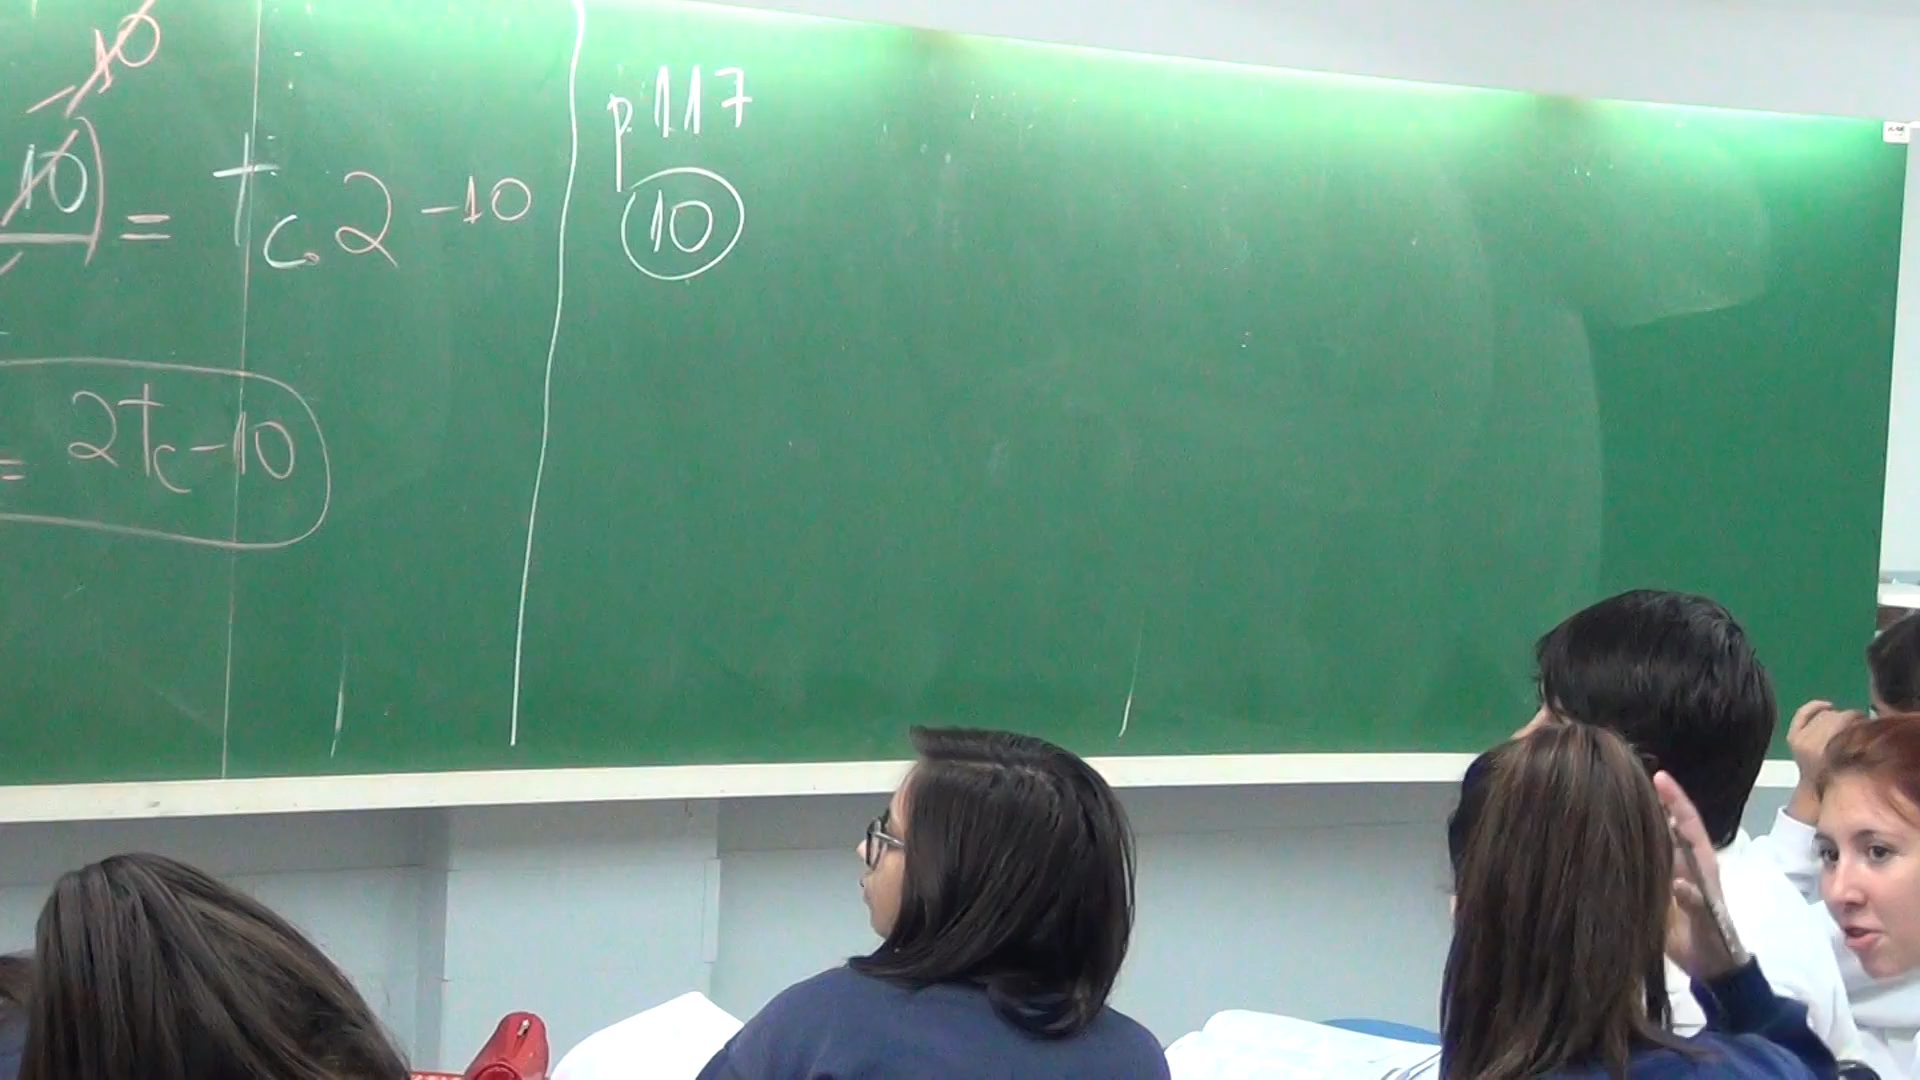 -10
10) = tc.2-10
= 2tc-10
p.117
10